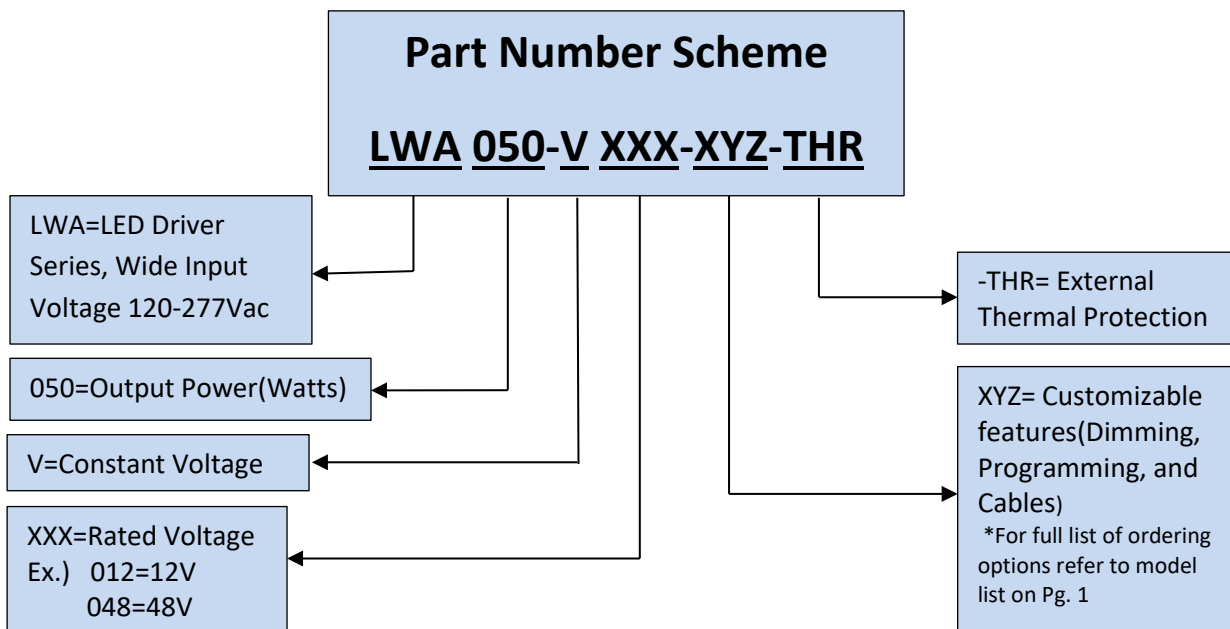 Part Number Scheme
LWA 050-V XXX-XYZ-THR
LWA=LED Driver
Series, Wide Input
Voltage 120-277Vac
050=Output Power(Watts)
V=Constant Voltage
XXX=Rated Voltage
Ex.) 012=12V
048=48V
-THR= External
Thermal Protection
XYZ= Customizable
features(Dimming,
Programming, and
Cables)
*For full list of ordering
options refer to model
list on Pg. 1